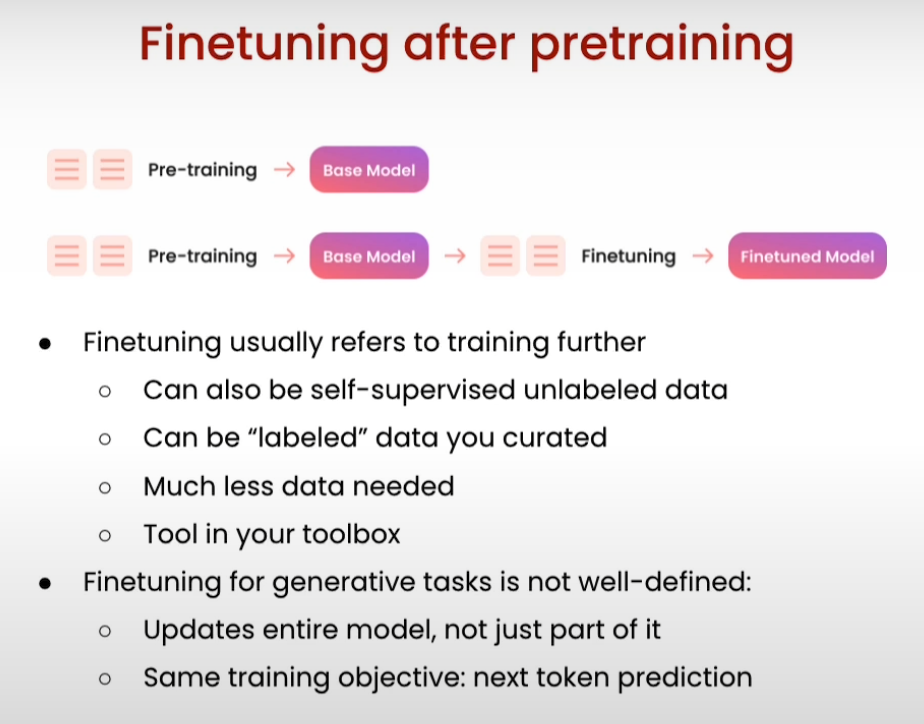 Finetuning after pretraining
Pre-training → Base Model
Pre-training → Base Model → Finetuning → Finetuned Model
● Finetuning usually refers to training further
○ Can also be self-supervised unlabeled data
○ Can be “labeled” data you curated
○ Much less data needed
○ Tool in your toolbox
● Finetuning for generative tasks is not well-defined:
○ Updates entire model, not just part of it
○ Same training objective: next token prediction